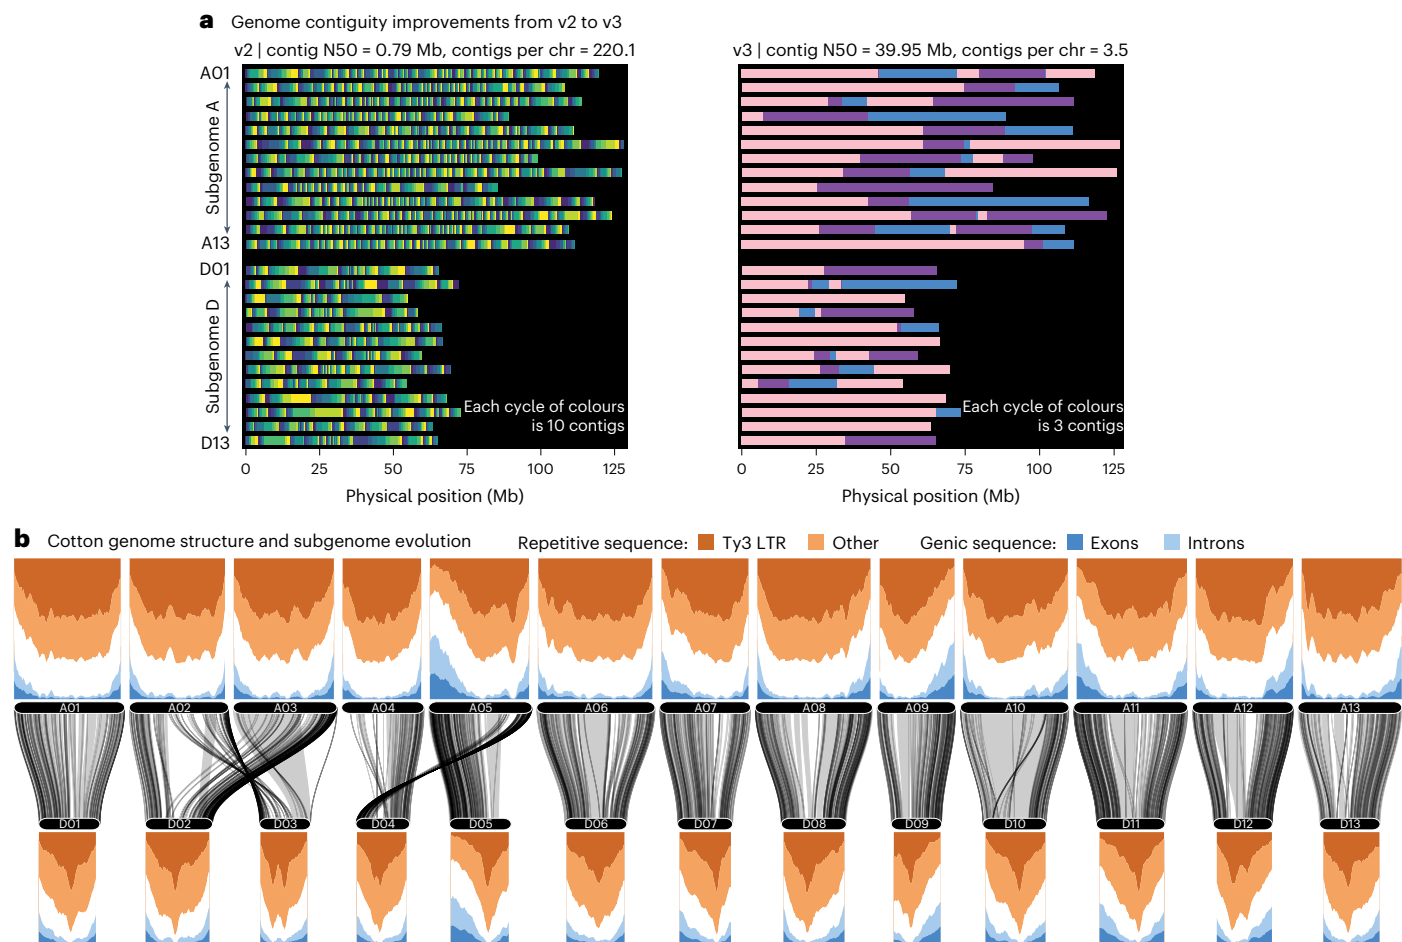 a Genome contiguity improvements from v2 to v3
v2 | contig N50 = 0.79 Mb, contigs per chr = 220.1
v3 | contig N50 = 39.95 Mb, contigs per chr = 3.5
A01
Subgenome A
A13
D01
Subgenome D
D13
Each cycle of colours
is 10 contigs
Each cycle of colours
is 3 contigs
0 25 50 75 100 125
0 25 50 75 100 125
Physical position (Mb)
Physical position (Mb)
b Cotton genome structure and subgenome evolution
Repetitive sequence: Ty3 LTR Other Genic sequence: Exons Introns
A01 A02 A03 A04 A05 A06 A07 A08 A09 A10 A11 A12 A13
D01 D02 D03 D04 D05 D06 D07 D08 D09 D10 D11 D12 D13